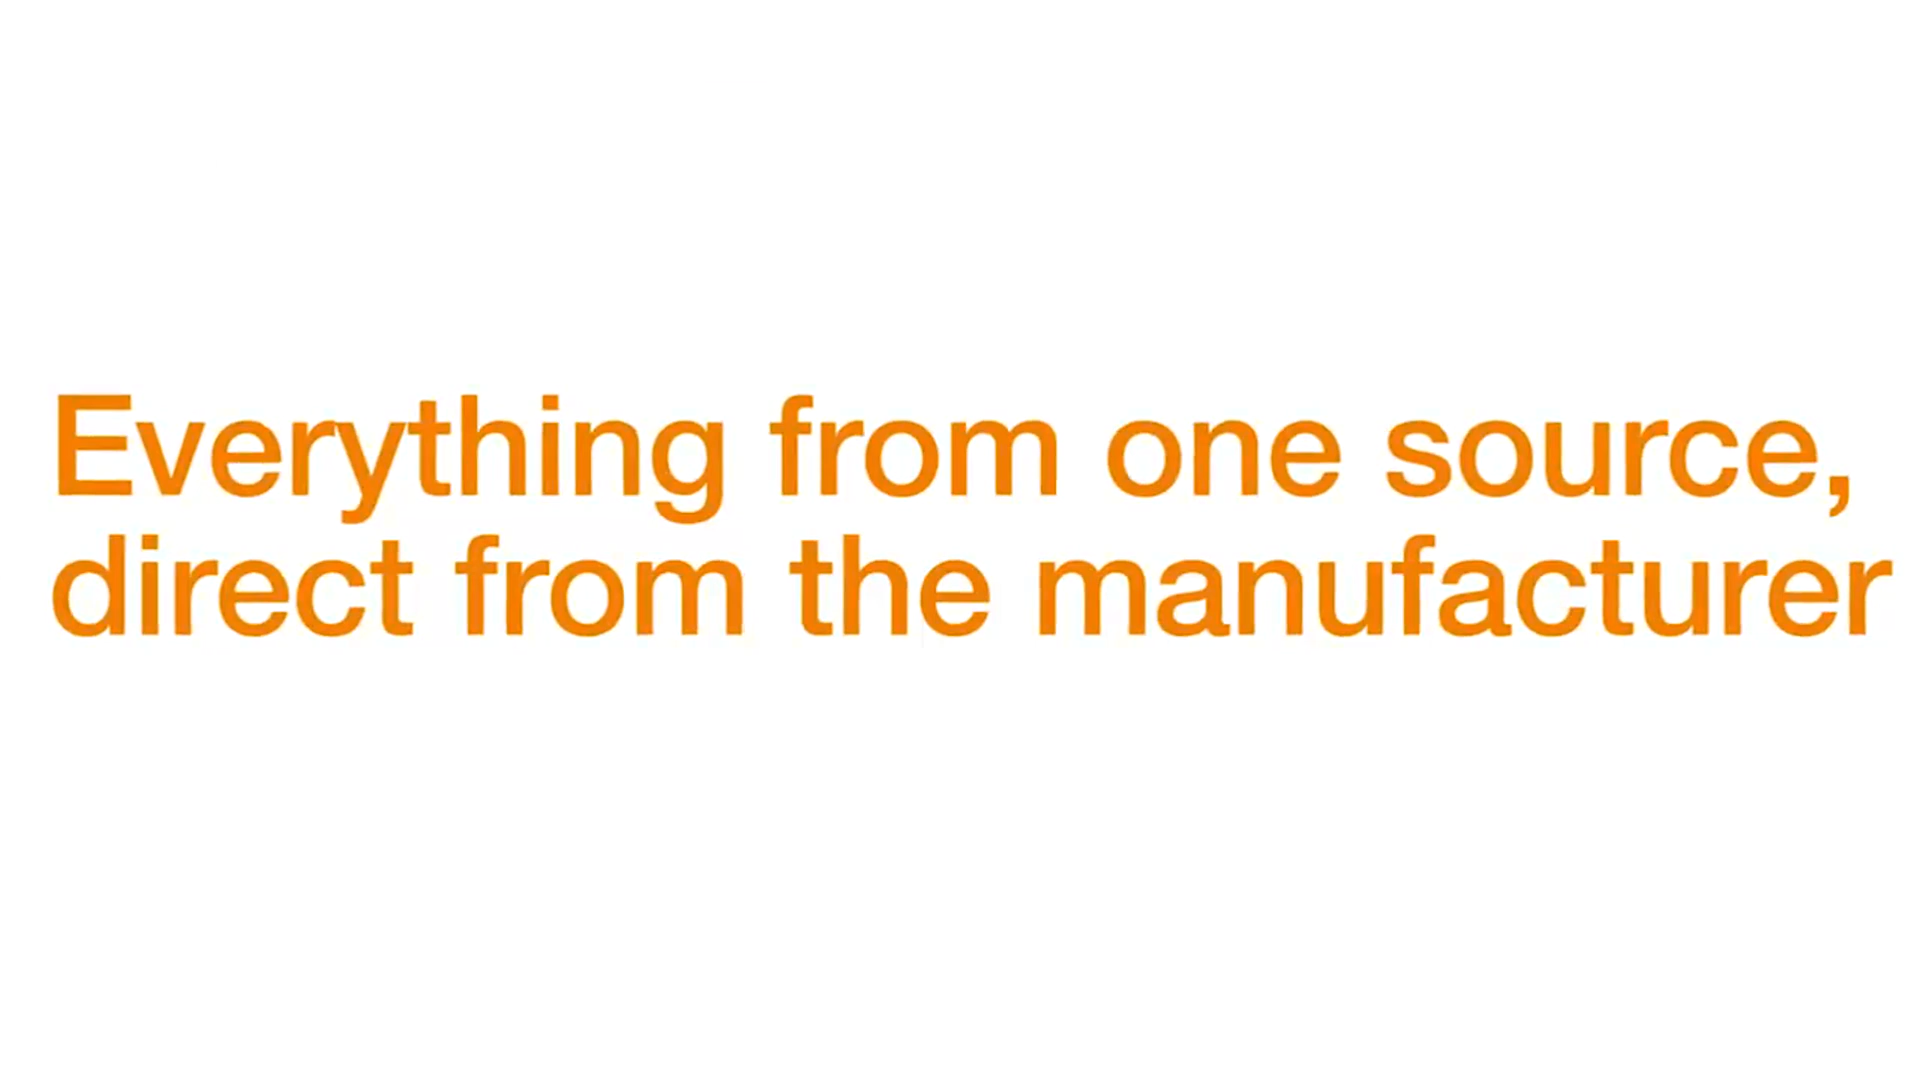 Everything from one source,
direct from the manufacturer